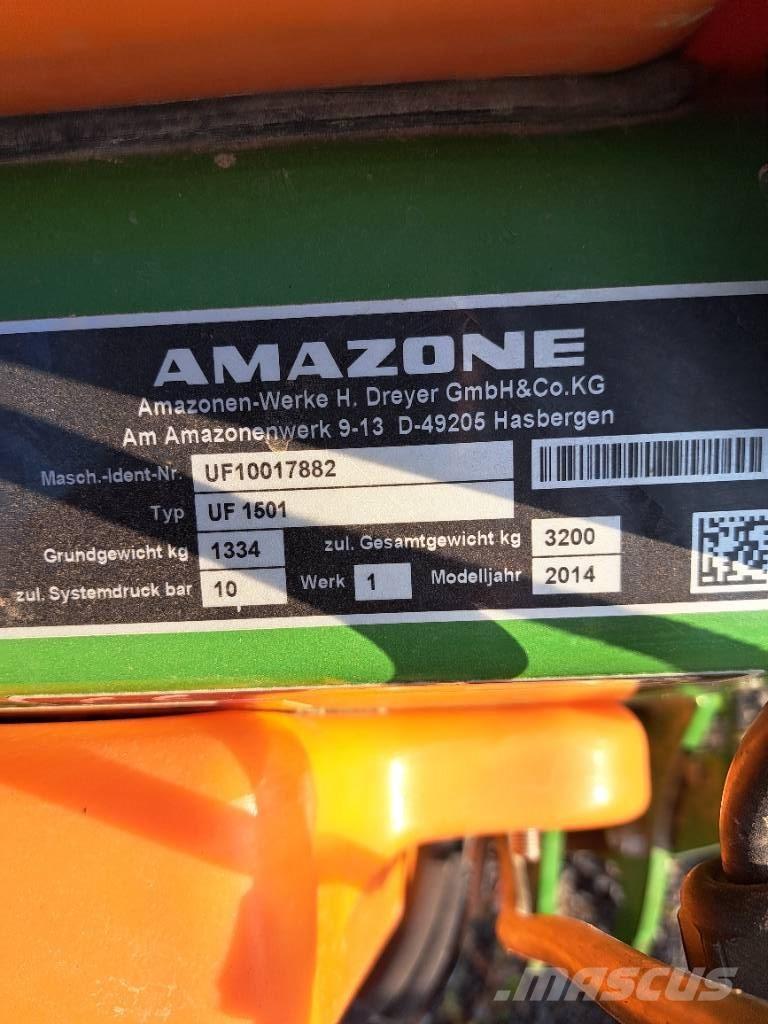 AMAZONE
Amazonen-Werke H. Dreyer GmbH&Co.KG
Am Amazonenwerk 9-13 D-49205 Hasbergen
Masch.-Ident-Nr. UF10017882
Typ UF 1501
Grundgewicht kg 1334 zul. Gesamtgewicht kg 3200
zul. Systemdruck bar 10 Werk 1 Modelljahr 2014
MASCUS